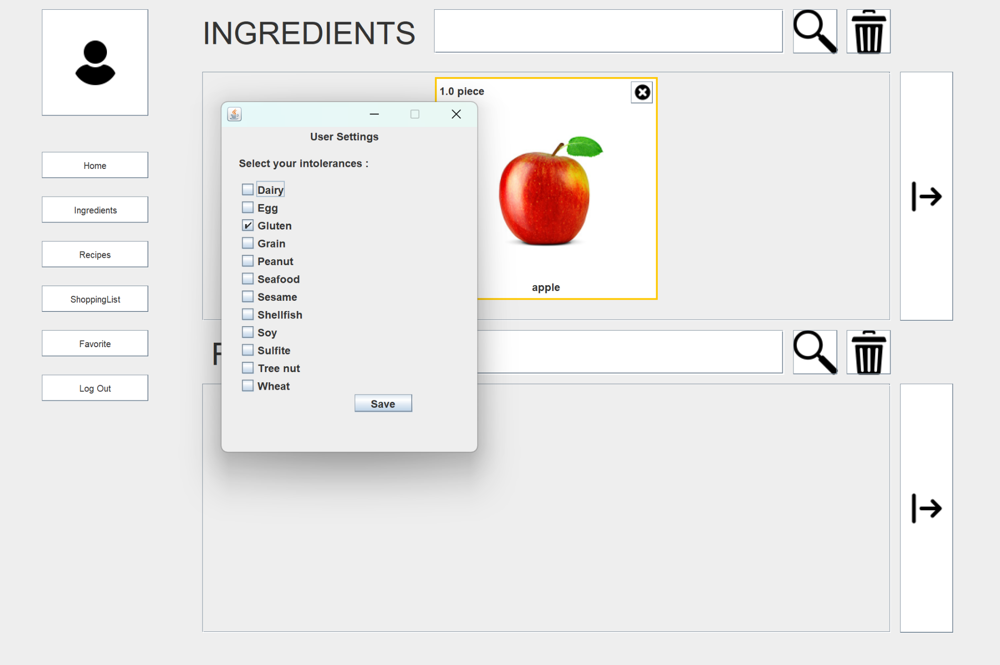 INGREDIENTS
1.0 piece
apple
Home
Ingredients
Recipes
ShoppingList
Favorite
Log Out
User Settings
Select your intolerances :
Dairy
Egg
Gluten
Grain
Peanut
Seafood
Sesame
Shellfish
Soy
Sulfite
Tree nut
Wheat
Save